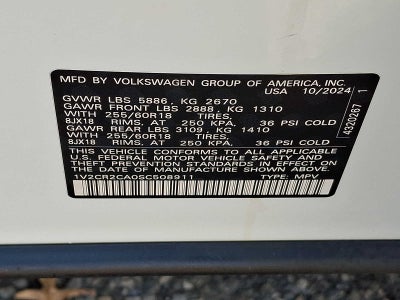 MFD BY VOLKSWAGEN GROUP OF AMERICA, INC.
USA 10/2024
GVWR LBS 5886, KG 2670
GAWR FRONT LBS 2888, KG 1310
WITH 255/60R18 TIRES,
8JX18 RIMS, AT 250 KPA, 36 PSI COLD
GAWR REAR LBS 3109, KG 1410
WITH 255/60R18 TIRES,
8JX18 RIMS, AT 250 KPA, 36 PSI COLD
THIS VEHICLE CONFORMS TO ALL APPLICABLE
U.S. FEDERAL MOTOR VEHICLE SAFETY AND
THEFT PREVENTION STANDARDS IN EFFECT ON
THE DATE OF MANUFACTURE SHOWN ABOVE.
1V2CR2CA0SC508911 TYPE: MPV
4320267 1